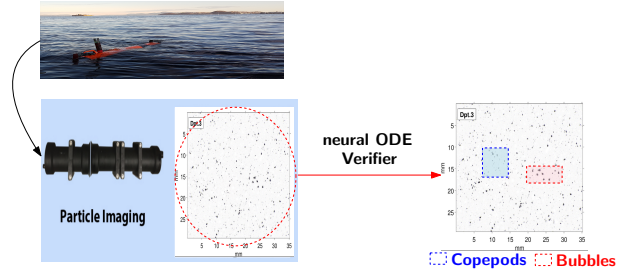 Dpt.3
5
10
mm 15
20
25
5 10 15 20 25 30 35
mm
Particle Imaging
neural ODE
Verifier
Dpt.3
5
10
mm
15
20
25
5 10 15 20 25 30 35
mm
Copepods Bubbles